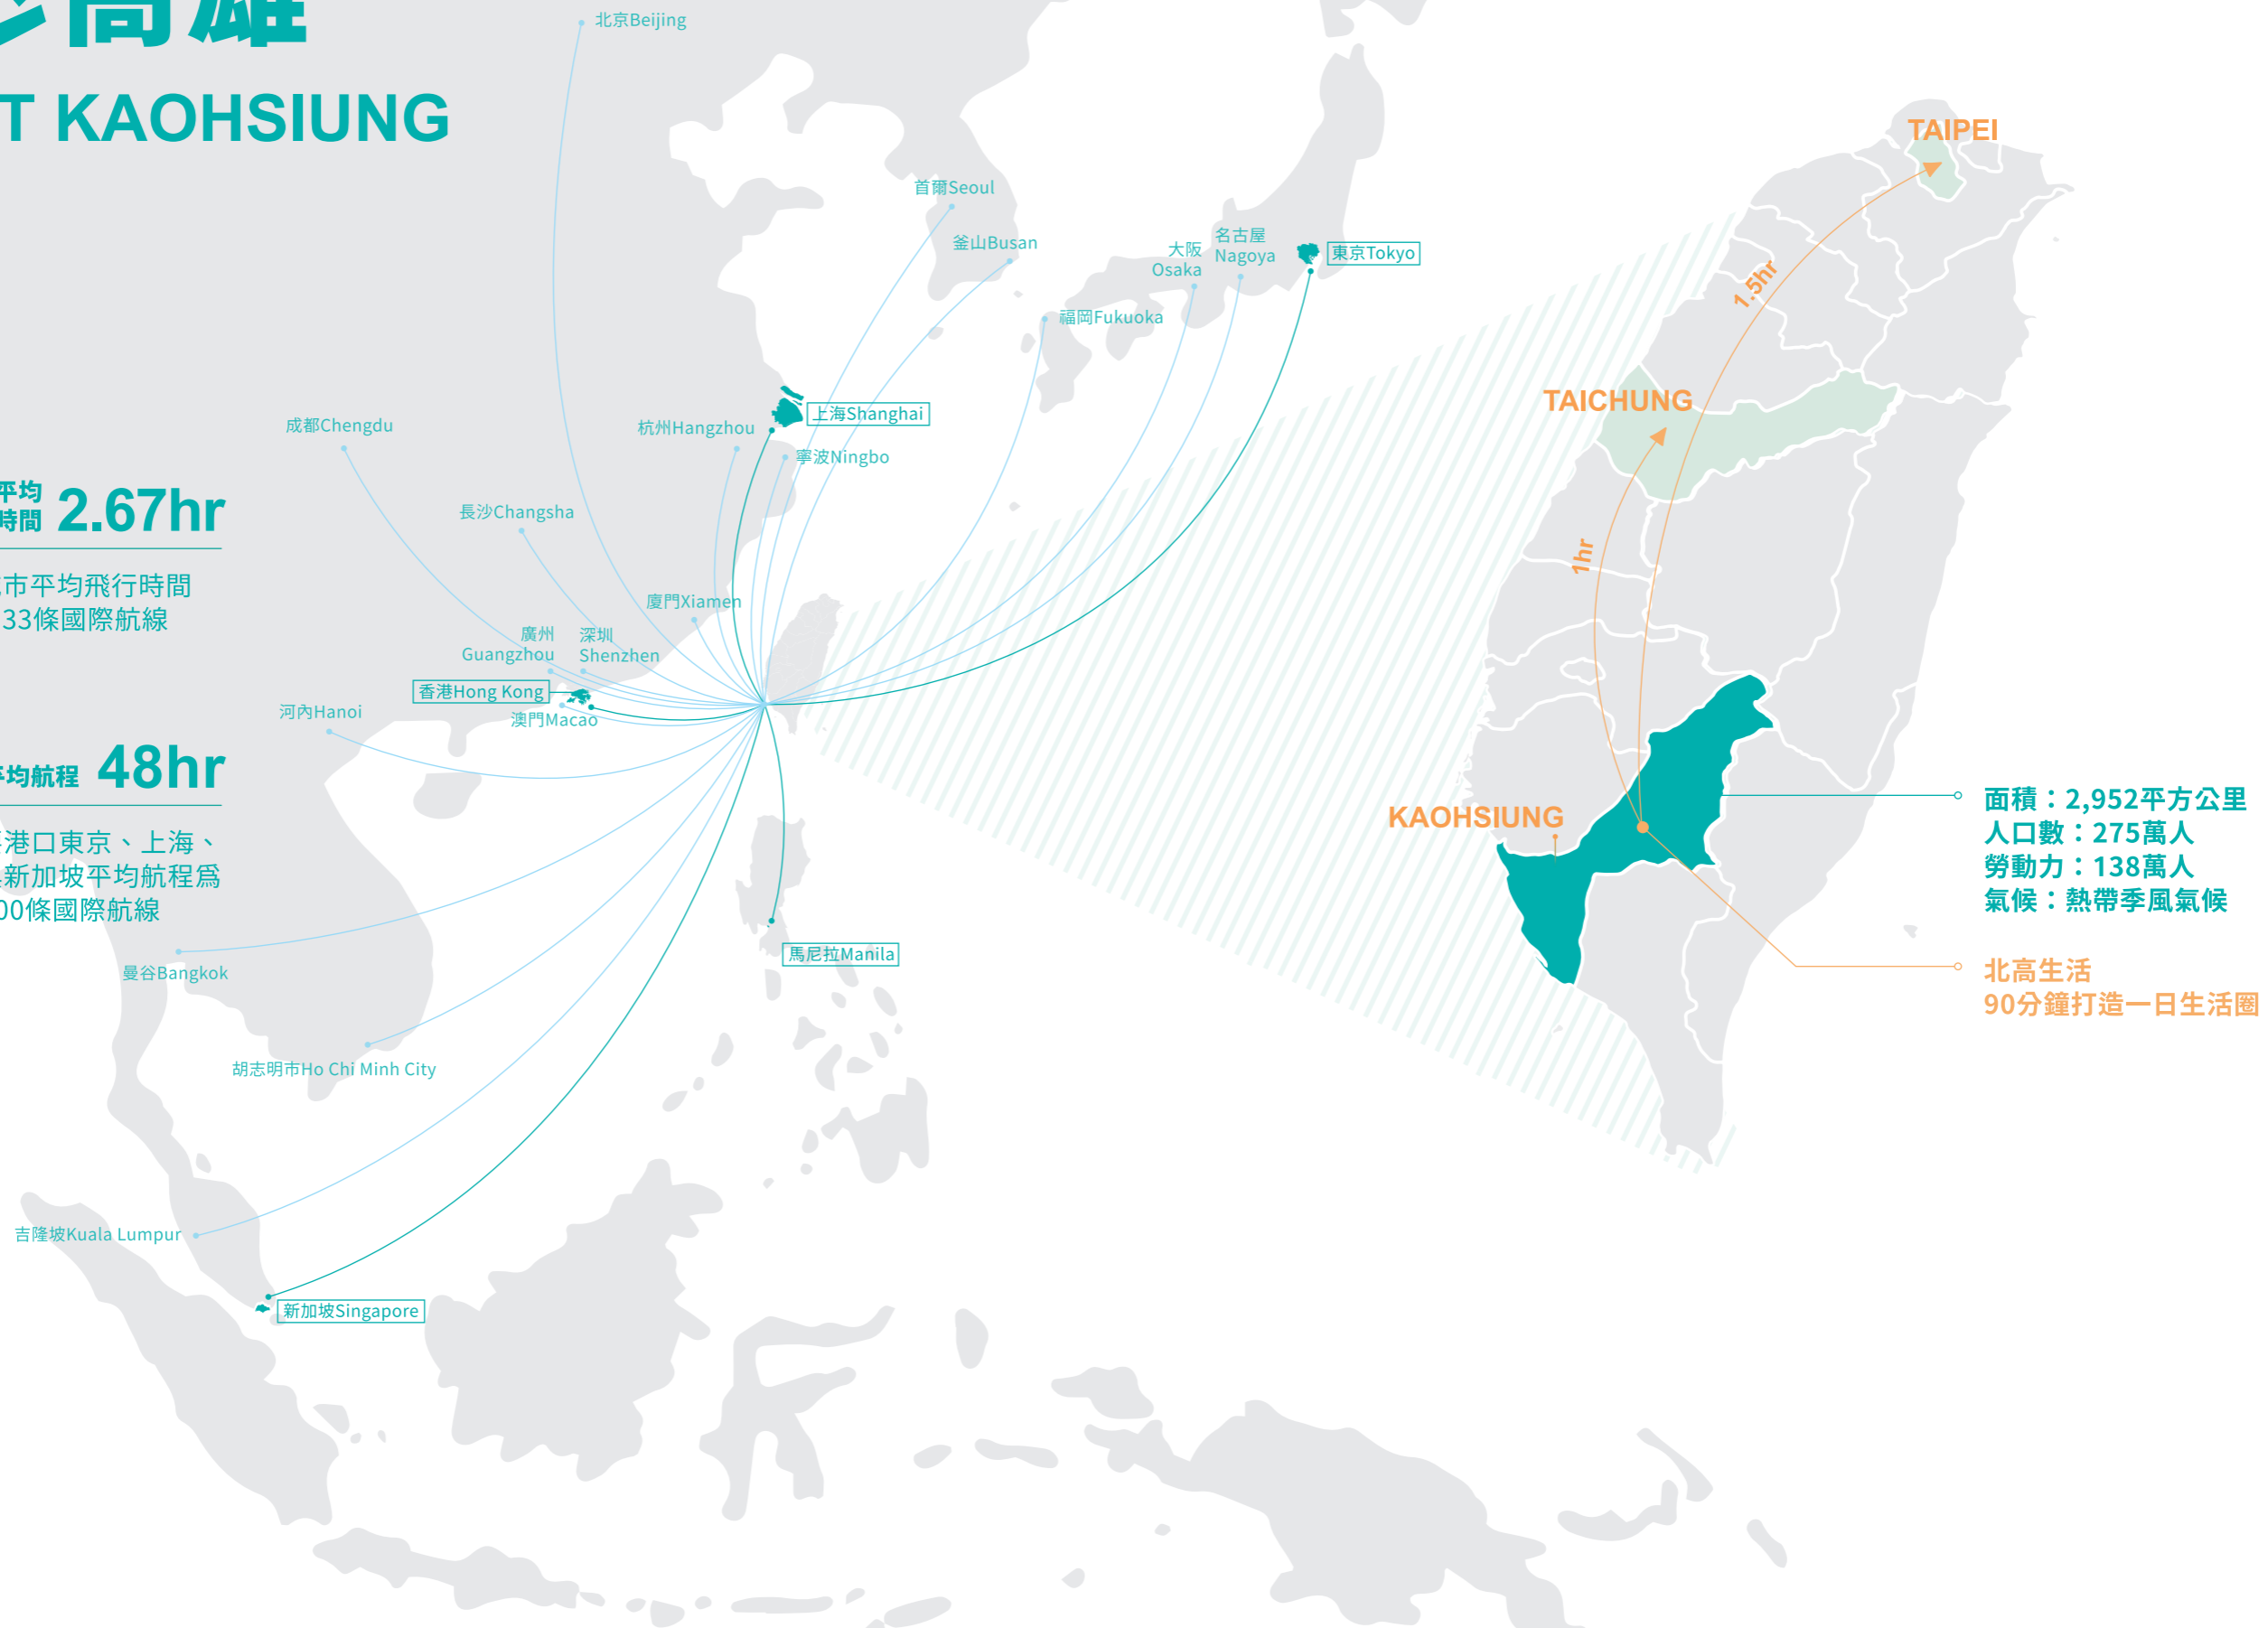 高雄
T KAOHSIUNG
平均
時間 2.67hr
市平均飛行時間
33條國際航線
平均航程 48hr
港口東京、上海、
新加坡平均航程為
00條國際航線
北京Beijing
首爾Seoul
釜山Busan
大阪
Osaka
名古屋
Nagoya
東京Tokyo
福岡Fukuoka
上海Shanghai
成都Chengdu
杭州Hangzhou
寧波Ningbo
長沙Changsha
廈門Xiamen
廣州
Guangzhou
深圳
Shenzhen
香港Hong Kong
澳門Macao
河內Hanoi
馬尼拉Manila
曼谷Bangkok
胡志明市Ho Chi Minh City
吉隆坡Kuala Lumpur
新加坡Singapore
TAIPEI
1.5hr
TAICHUNG
1hr
KAOHSIUNG
面積：2,952平方公里
人口數：275萬人
勞動力：138萬人
氣候：熱帶季風氣候
北高生活
90分鐘打造一日生活圈